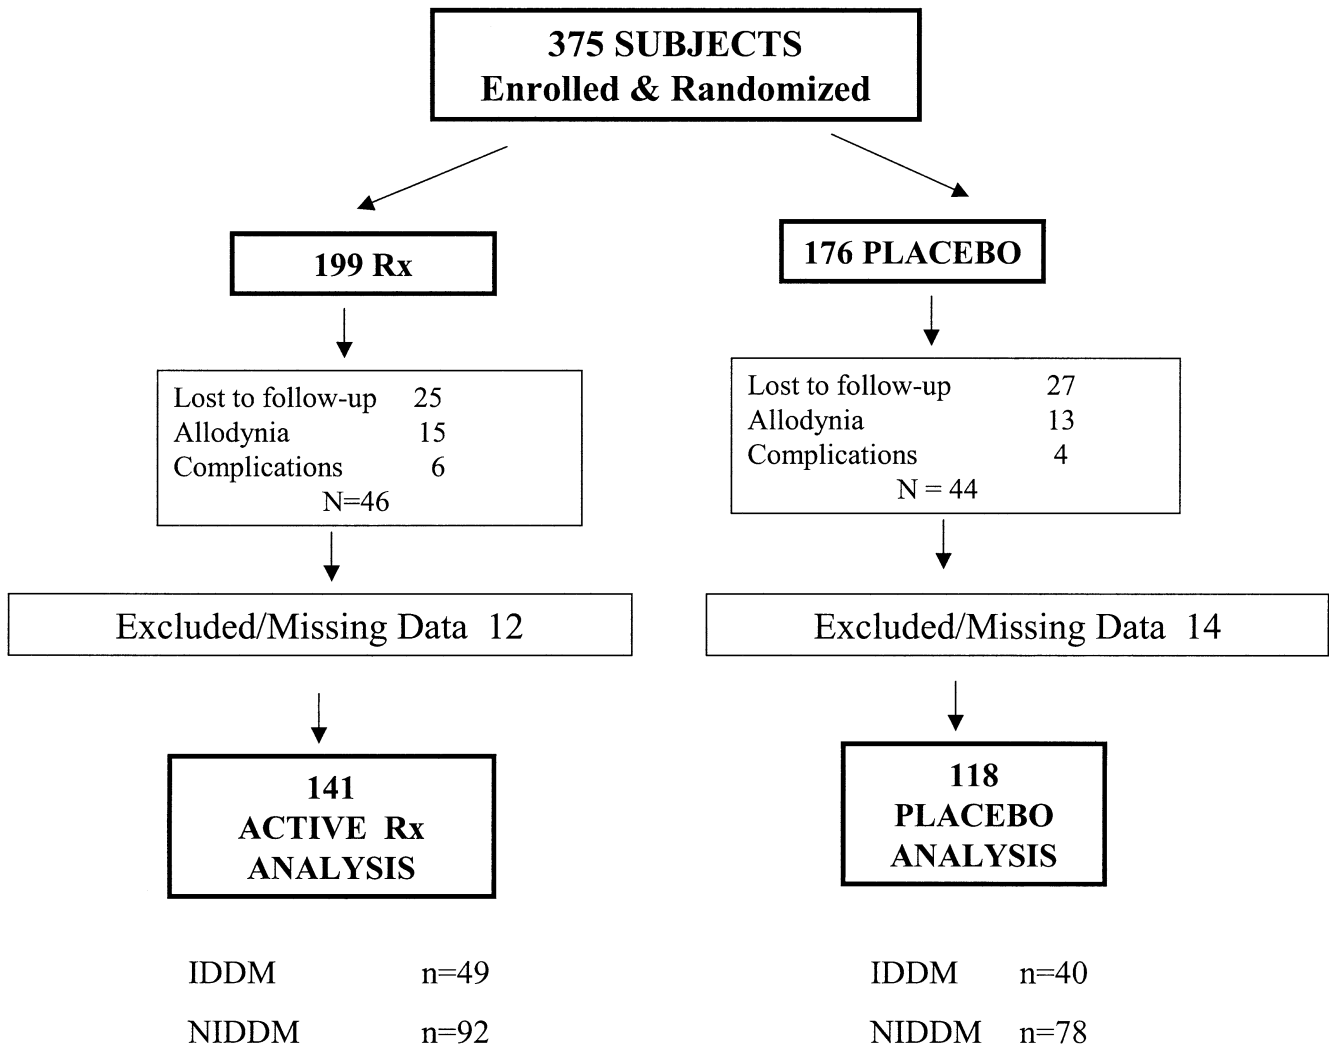 375 SUBJECTS
Enrolled & Randomized
199 Rx
176 PLACEBO
Lost to follow-up 25
Allodynia 15
Complications 6
N=46
Lost to follow-up 27
Allodynia 13
Complications 4
N = 44
Excluded/Missing Data 12
Excluded/Missing Data 14
141
ACTIVE Rx
ANALYSIS
118
PLACEBO
ANALYSIS
IDDM n=49
NIDDM n=92
IDDM n=40
NIDDM n=78